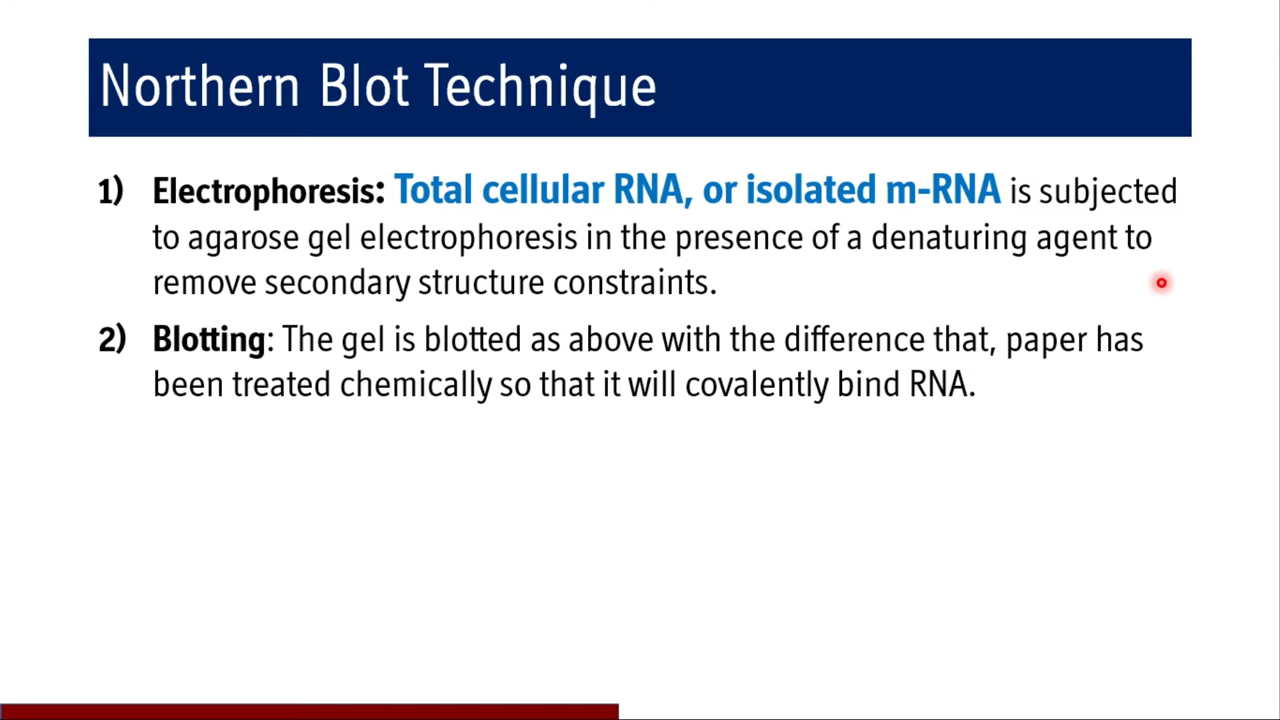 Northern Blot Technique
1) Electrophoresis: Total cellular RNA, or isolated m-RNA is subjected
to agarose gel electrophoresis in the presence of a denaturing agent to
remove secondary structure constraints.
2) Blotting: The gel is blotted as above with the difference that, paper has
been treated chemically so that it will covalently bind RNA.